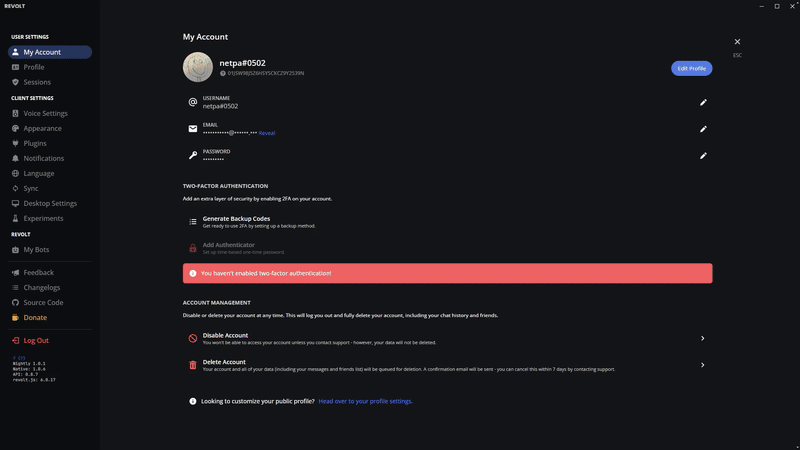 REVOLT
USER SETTINGS
My Account
Profile
Sessions
CLIENT SETTINGS
Voice Settings
Appearance
Plugins
Notifications
Language
Sync
Desktop Settings
Experiments
REVOLT
My Bots
Feedback
Changelogs
Source Code
Donate
Log Out
Nightly 1.0.1
Native: 1.0.6
API: 0.8.7
revolt.js: 6.0.17
My Account
ESC
netpa#0502
Edit Profile
USERNAME
netpa#0502
EMAIL
•••••••••••@••••••.••• Reveal
PASSWORD
•••••••••
TWO-FACTOR AUTHENTICATION
Add an extra layer of security by enabling 2FA on your account.
Generate Backup Codes
Get ready to use 2FA by setting up a backup method.
Add Authenticator
Set up time-based one-time password.
You haven't enabled two-factor authentication!
ACCOUNT MANAGEMENT
Disable or delete your account at any time. This will log you out and fully delete your account, including your chat history and friends.
Disable Account
You won't be able to access your account unless you contact support - however, your data will not be deleted.
Delete Account
Your account and all of your data (including your messages and friends list) will be queued for deletion. A confirmation email will be sent - you can cancel this within 7 days by contacting support.
Looking to customize your public profile? Head over to your profile settings.